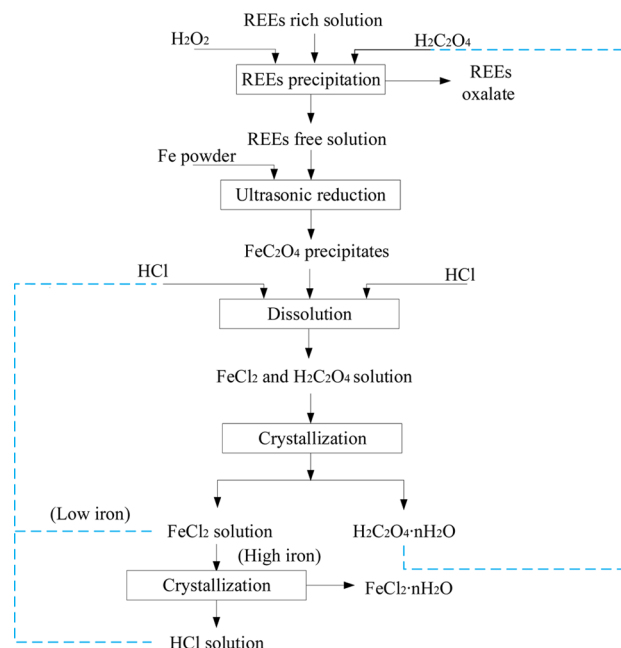 REEs rich solution
H2O2
H2C2O4
REEs precipitation
REEs
oxalate
REEs free solution
Fe powder
Ultrasonic reduction
FeC2O4 precipitates
HCl
HCl
Dissolution
FeCl2 and H2C2O4 solution
Crystallization
(Low iron)
FeCl2 solution
H2C2O4·nH2O
(High iron)
Crystallization
FeCl2·nH2O
HCl solution